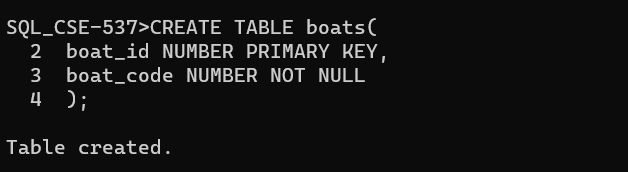 SQL_CSE-537>CREATE TABLE boats(
  2  boat_id NUMBER PRIMARY KEY,
  3  boat_code NUMBER NOT NULL
  4  );
Table created.